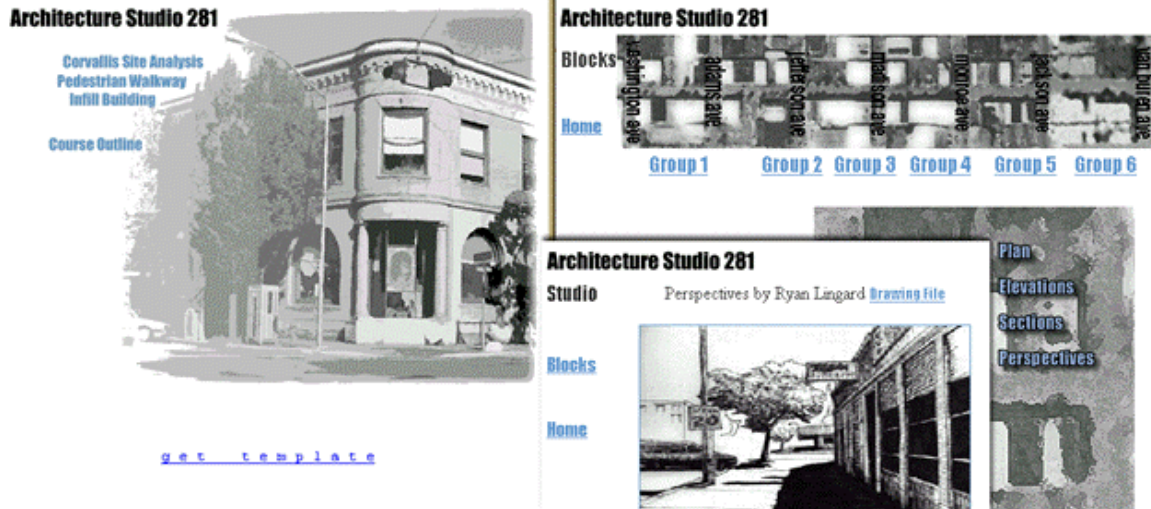 Architecture Studio 281
Corvallis Site Analysis
Pedestrian Walkway
Infill Building
Course Outline
get template
Architecture Studio 281
Blocks
adams ave
jefferson ave
madison ave
monroe ave
jackson ave
van buren ave
Home
Group 1 Group 2 Group 3 Group 4 Group 5 Group 6
Plan
Elevations
Sections
Perspectives
Architecture Studio 281
Studio
Perspectives by Ryan Lingard Drawing File
Blocks
Home